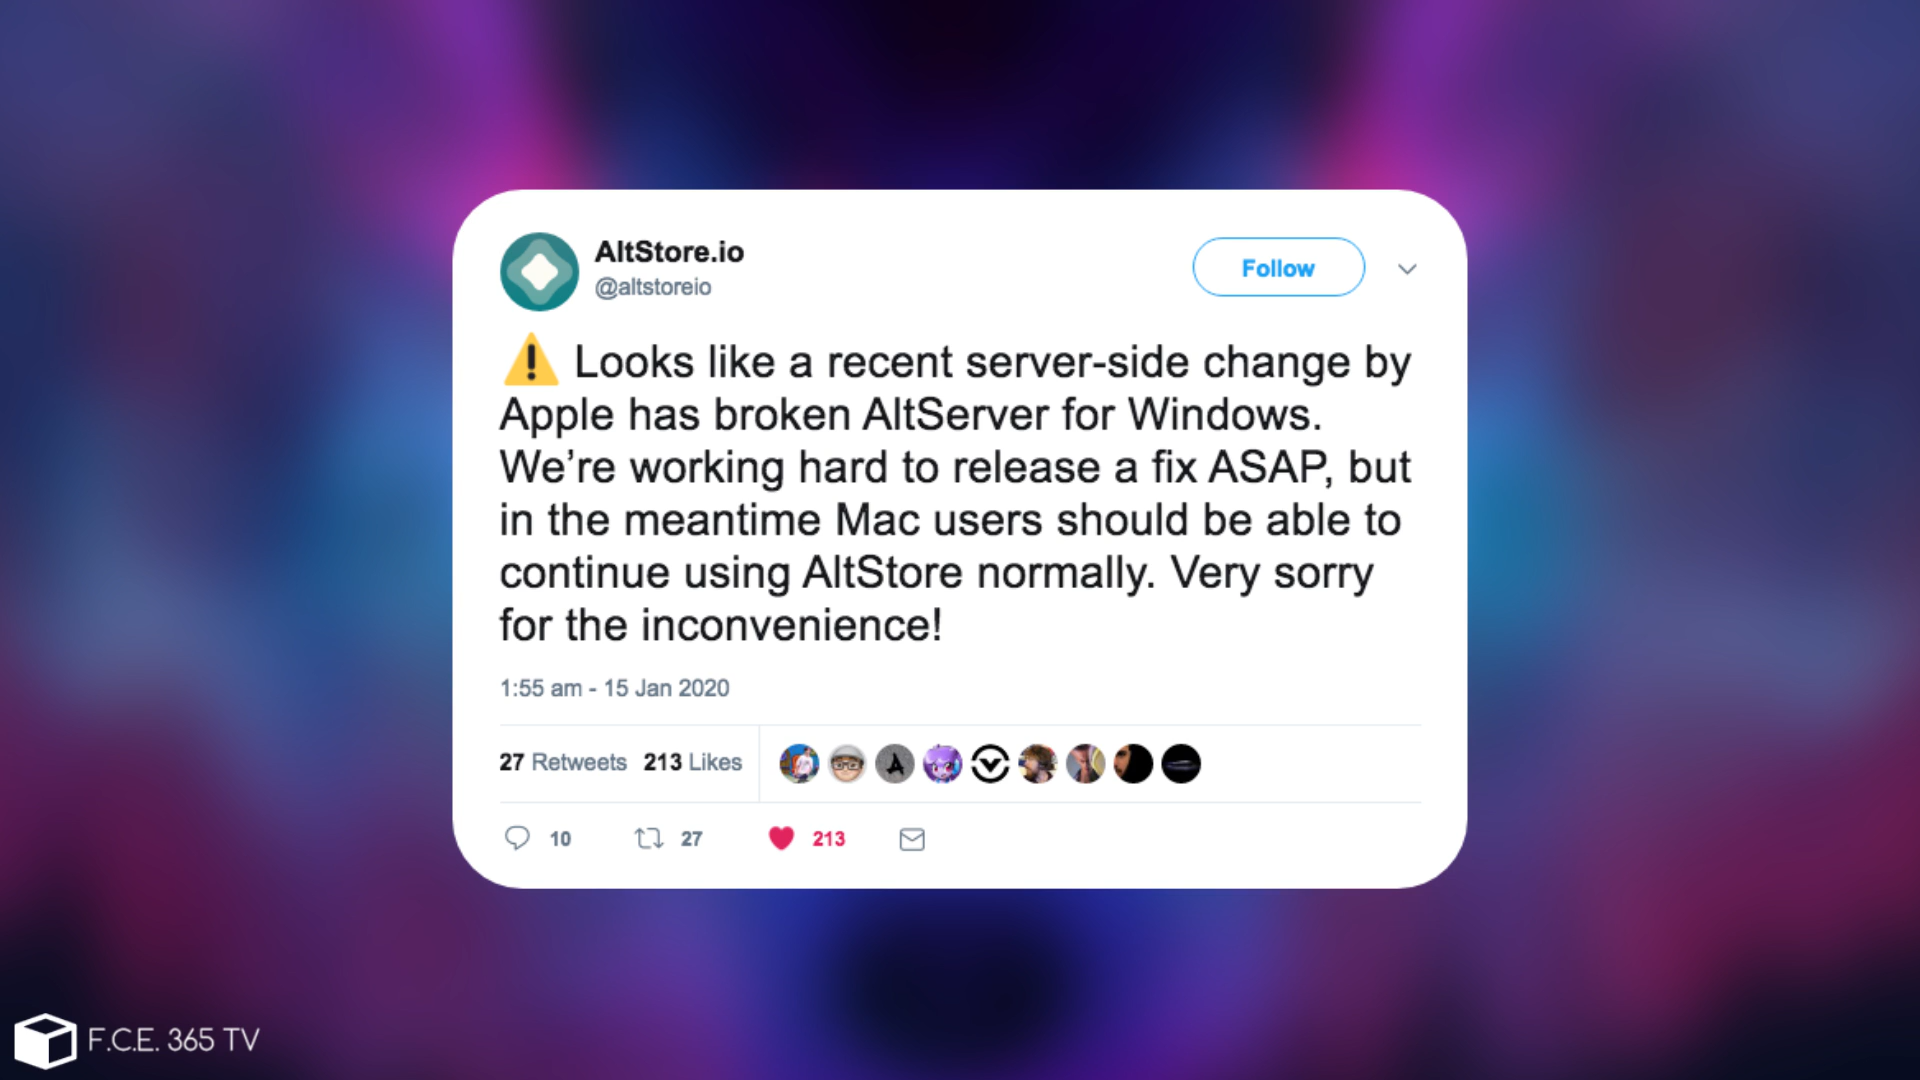 AltStore.io
@altstoreio
Follow
⚠️ Looks like a recent server-side change by
Apple has broken AltServer for Windows.
We’re working hard to release a fix ASAP, but
in the meantime Mac users should be able to
continue using AltStore normally. Very sorry
for the inconvenience!
1:55 am - 15 Jan 2020
27 Retweets 213 Likes
10 27 213
F.C.E. 365 TV